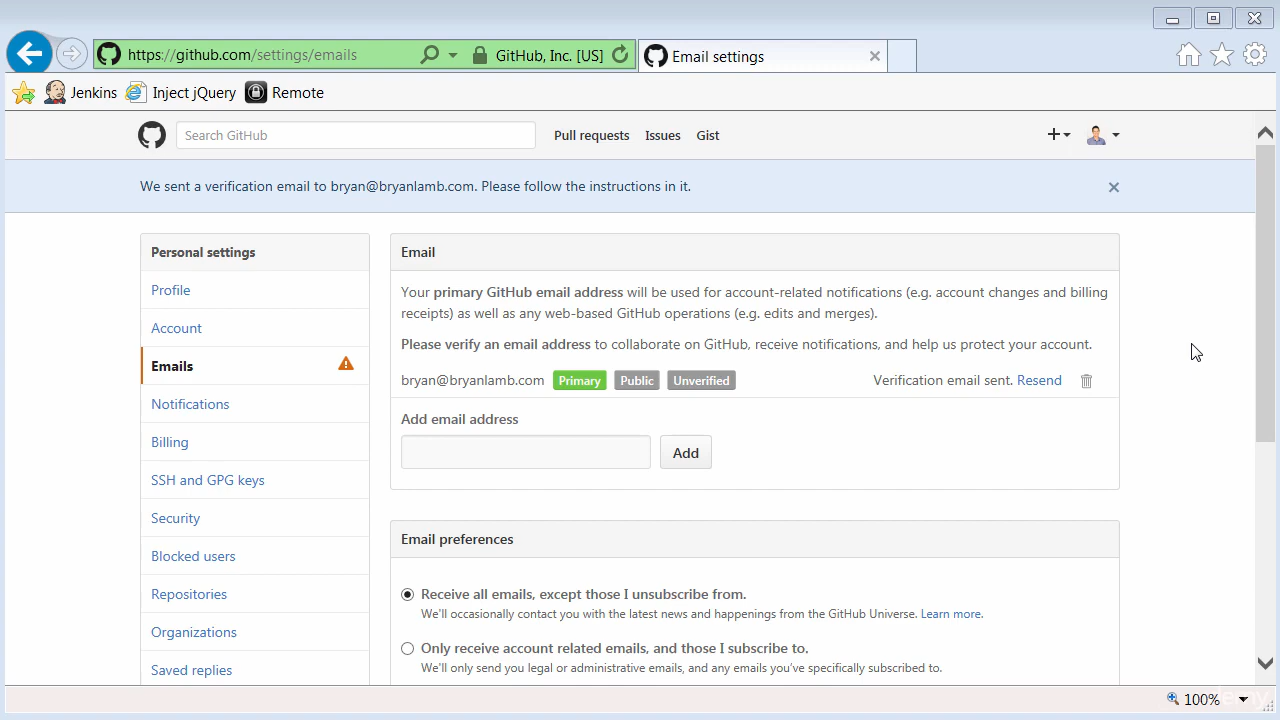 https://github.com/settings/emails
GitHub, Inc. [US]
Email settings
Jenkins
Inject jQuery
Remote
Search GitHub
Pull requests
Issues
Gist
We sent a verification email to bryan@bryanlamb.com. Please follow the instructions in it.
Personal settings
Profile
Account
Emails
Notifications
Billing
SSH and GPG keys
Security
Blocked users
Repositories
Organizations
Saved replies
Email
Your primary GitHub email address will be used for account-related notifications (e.g. account changes and billing
receipts) as well as any web-based GitHub operations (e.g. edits and merges).
Please verify an email address to collaborate on GitHub, receive notifications, and help us protect your account.
bryan@bryanlamb.com Primary Public Unverified Verification email sent. Resend
Add email address
Add
Email preferences
Receive all emails, except those I unsubscribe from.
We'll occasionally contact you with the latest news and happenings from the GitHub Universe. Learn more.
Only receive account related emails, and those I subscribe to.
We'll only send you legal or administrative emails, and any emails you've specifically subscribed to.
100%